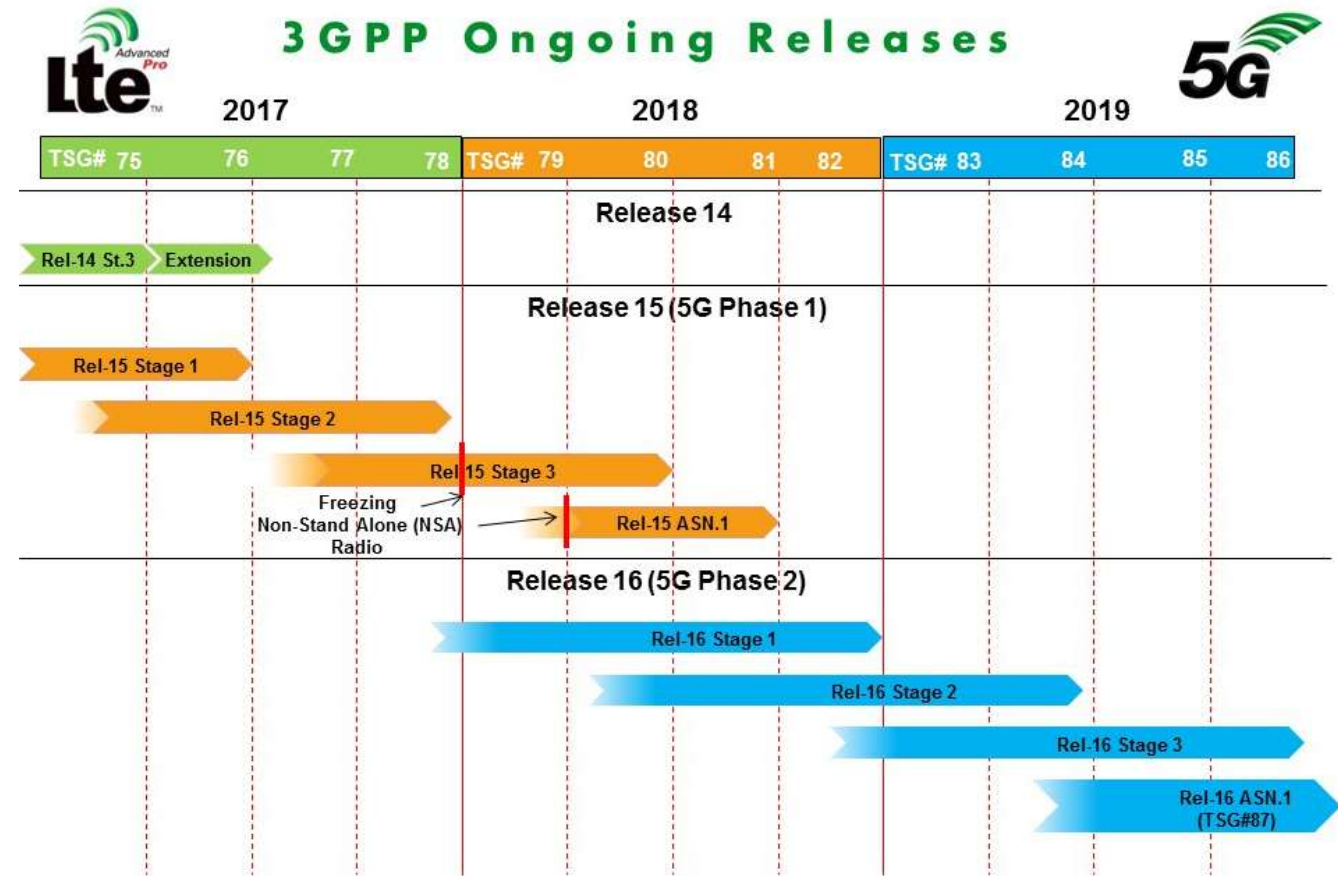 3GPP Ongoing Releases
Advanced
Pro
Lte
TM
5G
2017
2018
2019
TSG# 75 76 77 78 TSG# 79 80 81 82 TSG# 83 84 85 86
Release 14
Rel-14 St.3 Extension
Release 15 (5G Phase 1)
Rel-15 Stage 1
Rel-15 Stage 2
Rel-15 Stage 3
Freezing
Non-Stand Alone (NSA)
Radio
Rel-15 ASN.1
Release 16 (5G Phase 2)
Rel-16 Stage 1
Rel-16 Stage 2
Rel-16 Stage 3
Rel-16 ASN.1
(TSG#87)